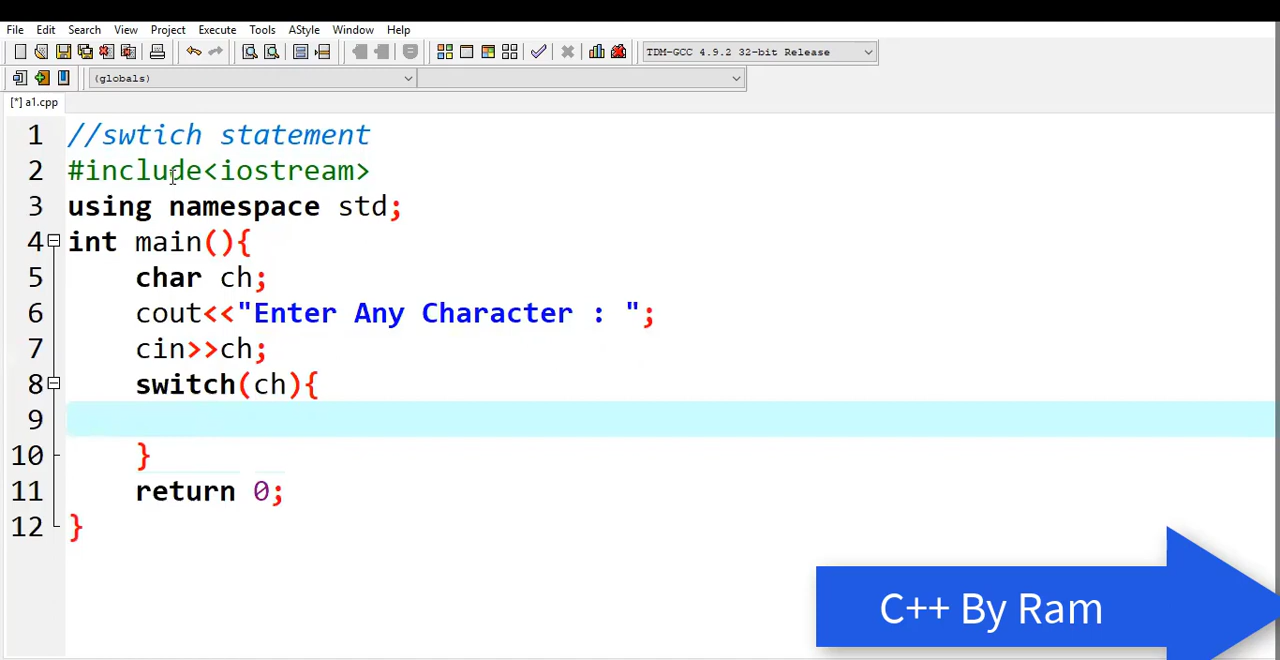 File Edit Search View Project Execute Tools AStyle Window Help
TDM-GCC 4.9.2 32-bit Release
(globals)
[*] a1.cpp
1 //swtich statement
2 #include<iostream>
3 using namespace std;
4 int main(){
5 char ch;
6 cout<<"Enter Any Character : ";
7 cin>>ch;
8 switch(ch){
9
10 }
11 return 0;
12 }
C++ By Ram